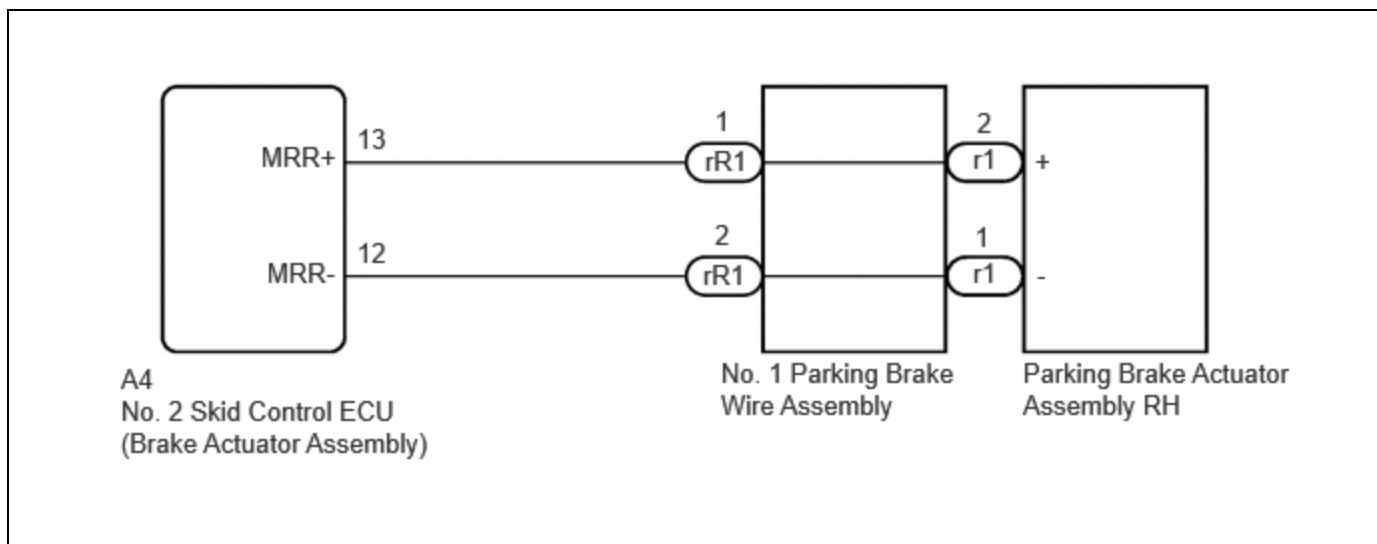 1
2
13
MRR+
rR1
r1
+
2
1
12
MRR-
rR1
r1
-
A4
No. 2 Skid Control ECU
(Brake Actuator Assembly)
No. 1 Parking Brake
Wire Assembly
Parking Brake Actuator
Assembly RH